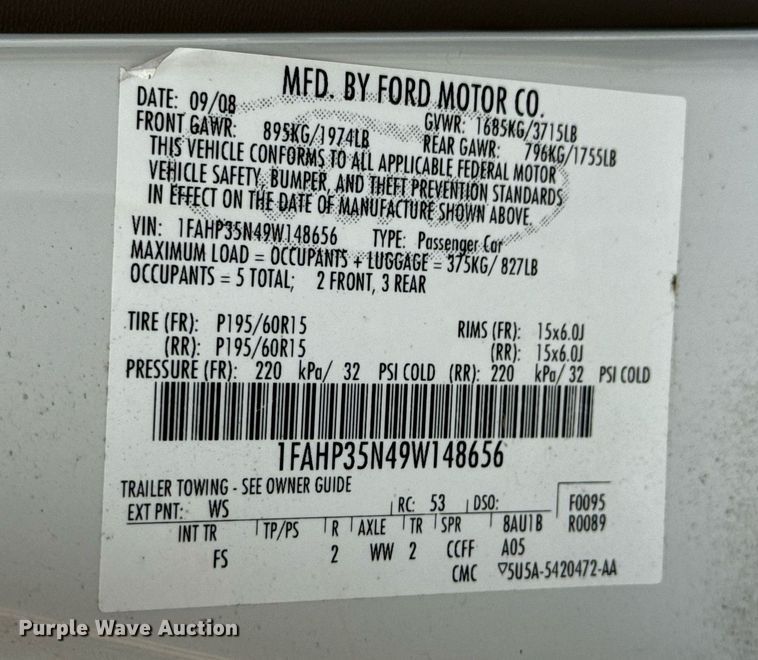 MFD. BY FORD MOTOR CO.
DATE: 09/08 GVWR: 1685KG/3715LB
FRONT GAWR: 895KG/1974LB REAR GAWR: 796KG/1755LB
THIS VEHICLE CONFORMS TO ALL APPLICABLE FEDERAL MOTOR
VEHICLE SAFETY, BUMPER, AND THEFT PREVENTION STANDARDS
IN EFFECT ON THE DATE OF MANUFACTURE SHOWN ABOVE.
VIN: 1FAHP35N49W148656 TYPE: Passenger Car
MAXIMUM LOAD = OCCUPANTS + LUGGAGE = 375KG/ 827LB
OCCUPANTS = 5 TOTAL; 2 FRONT, 3 REAR
TIRE (FR): P195/60R15 RIMS (FR): 15x6.0J
(RR): P195/60R15 (RR): 15x6.0J
PRESSURE (FR): 220 kPa/ 32 PSI COLD (RR): 220 kPa/ 32 PSI COLD
1FAHP35N49W148656
TRAILER TOWING - SEE OWNER GUIDE
EXT PNT: WS RC: 53 DSO: F0095
INT TR TP/PS R AXLE TR SPR 8AU1B R0089
FS 2 WW 2 CCFF A05
CMC ▽5U5A-5420472-AA
Purple Wave Auction